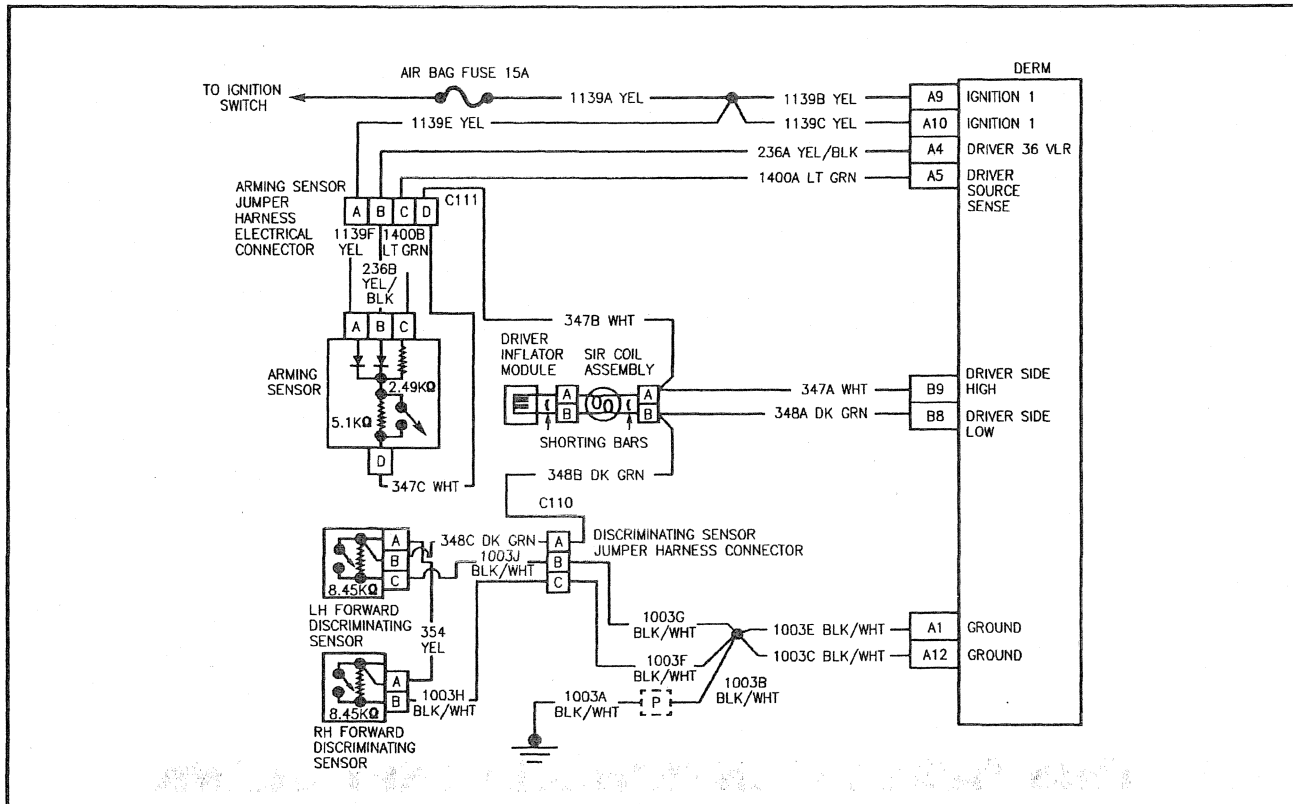 DERM
AIR BAG FUSE 15A
TO IGNITION
SWITCH
1139A YEL
1139B YEL
A9
IGNITION 1
1139E YEL
1139C YEL
A10
IGNITION 1
236A YEL/BLK
A4
DRIVER 36 VLR
1400A LT GRN
A5
DRIVER
SOURCE
SENSE
ARMING SENSOR
JUMPER
HARNESS
ELECTRICAL
CONNECTOR
A B C D
C111
1139F
YEL
1400B
LT GRN
236B
YEL/
BLK
A B C
ARMING
SENSOR
2.49KΩ
5.1KΩ
D
347C WHT
347B WHT
DRIVER
INFLATOR
MODULE
SIR COIL
ASSEMBLY
A
B
A
B
SHORTING BARS
347A WHT
B9
DRIVER SIDE
HIGH
348A DK GRN
B8
DRIVER SIDE
LOW
348B DK GRN
C110
DISCRIMINATING SENSOR
JUMPER HARNESS CONNECTOR
A
B
C
348C DK GRN
1003J
BLK/WHT
A
B
C
8.45KΩ
LH FORWARD
DISCRIMINATING
SENSOR
354
YEL
A
B
8.45KΩ
1003H
BLK/WHT
RH FORWARD
DISCRIMINATING
SENSOR
1003G
BLK/WHT
1003F
BLK/WHT
1003E BLK/WHT
A1
GROUND
1003C BLK/WHT
A12
GROUND
1003B
BLK/WHT
1003A
BLK/WHT
P